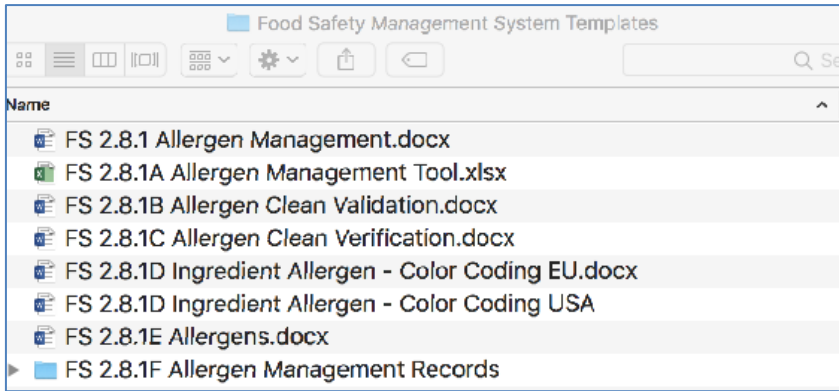 Food Safety Management System Templates
Name
FS 2.8.1 Allergen Management.docx
FS 2.8.1A Allergen Management Tool.xlsx
FS 2.8.1B Allergen Clean Validation.docx
FS 2.8.1C Allergen Clean Verification.docx
FS 2.8.1D Ingredient Allergen - Color Coding EU.docx
FS 2.8.1D Ingredient Allergen - Color Coding USA
FS 2.8.1E Allergens.docx
FS 2.8.1F Allergen Management Records